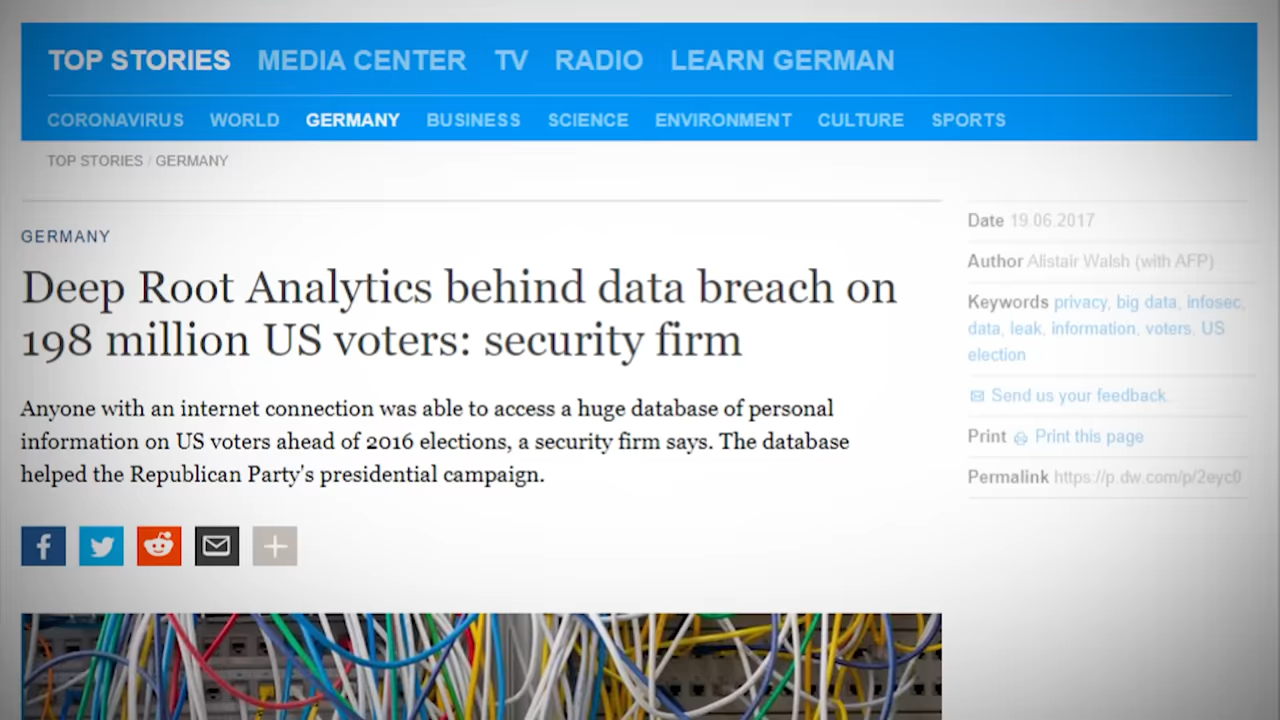 TOP STORIES MEDIA CENTER TV RADIO LEARN GERMAN
CORONAVIRUS WORLD GERMANY BUSINESS SCIENCE ENVIRONMENT CULTURE SPORTS
TOP STORIES / GERMANY
GERMANY
Deep Root Analytics behind data breach on
198 million US voters: security firm
Anyone with an internet connection was able to access a huge database of personal
information on US voters ahead of 2016 elections, a security firm says. The database
helped the Republican Party's presidential campaign.
Date 19.06.2017
Author Alistair Walsh (with AFP)
Keywords privacy, big data, infosec,
data, leak, information, voters, US
election
Send us your feedback.
Print Print this page
Permalink https://p.dw.com/p/2eyc0